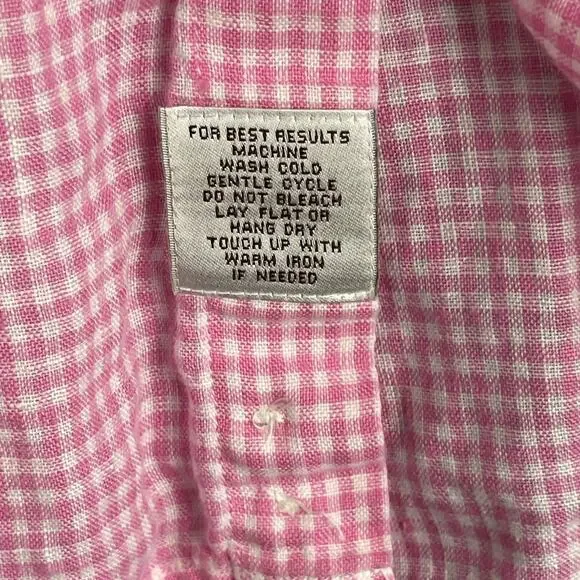 FOR BEST RESULTS
MACHINE
WASH COLD
GENTLE CYCLE
DO NOT BLEACH
LAY FLAT OR
HANG DRY
TOUCH UP WITH
WARM IRON
IF NEEDED